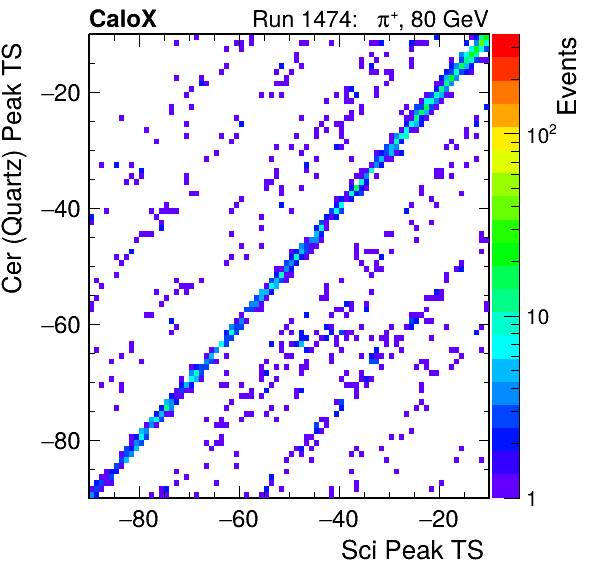 CaloX Run 1474: π⁺, 80 GeV
Cer (Quartz) Peak TS
−20
−40
−60
−80
−80 −60 −40 −20
Sci Peak TS
Events
10²
10
1